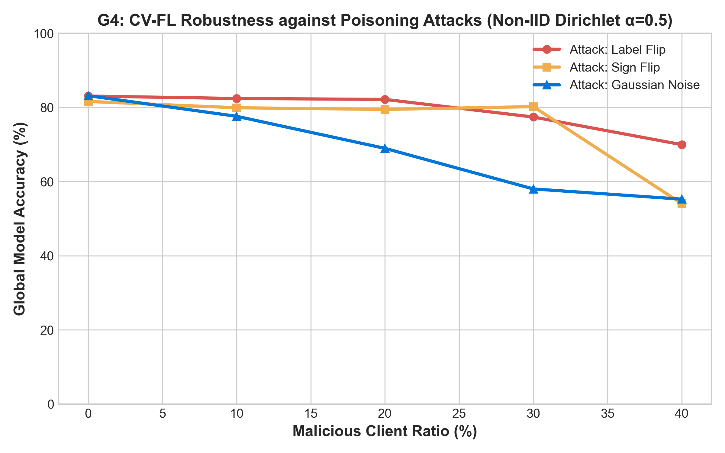 G4: CV-FL Robustness against Poisoning Attacks (Non-IID Dirichlet α=0.5)
Attack: Label Flip
Attack: Sign Flip
Attack: Gaussian Noise
Global Model Accuracy (%)
100
80
60
40
20
0
0 5 10 15 20 25 30 35 40
Malicious Client Ratio (%)